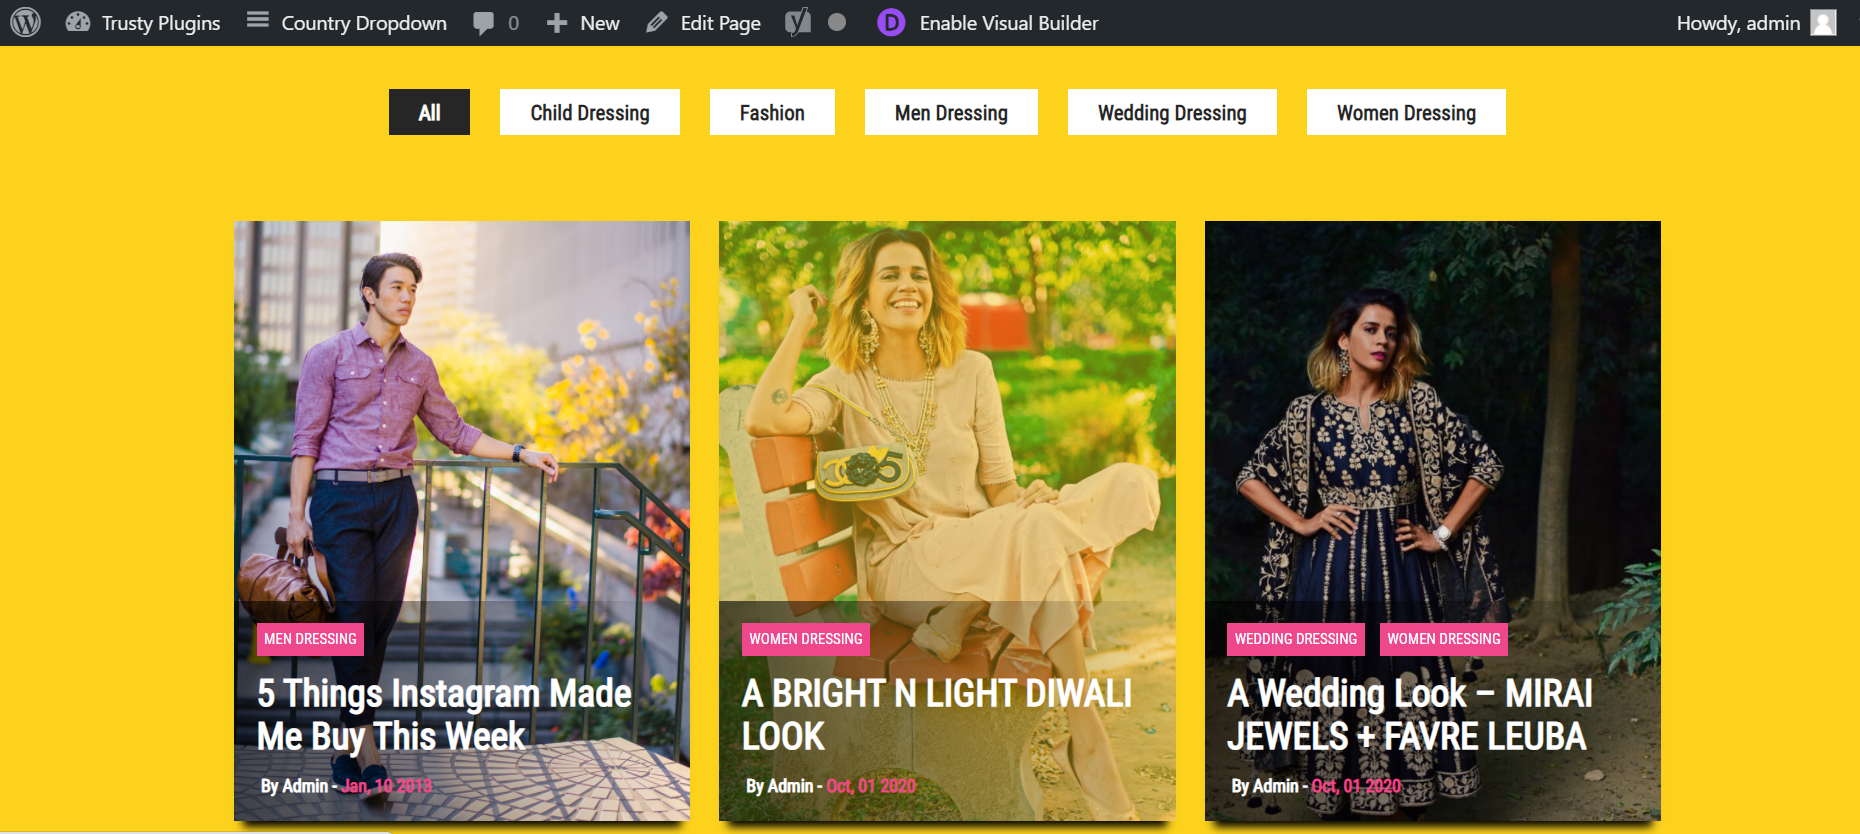 Trusty Plugins Country Dropdown 0 New Edit Page Enable Visual Builder Howdy, admin
All Child Dressing Fashion Men Dressing Wedding Dressing Women Dressing
MEN DRESSING
5 Things Instagram Made
Me Buy This Week
By Admin - Jan, 10 2013
5
WOMEN DRESSING
A BRIGHT N LIGHT DIWALI
LOOK
By Admin - Oct, 01 2020
WEDDING DRESSING WOMEN DRESSING
A Wedding Look – MIRAI
JEWELS + FAVRE LEUBA
By Admin - Oct, 01 2020